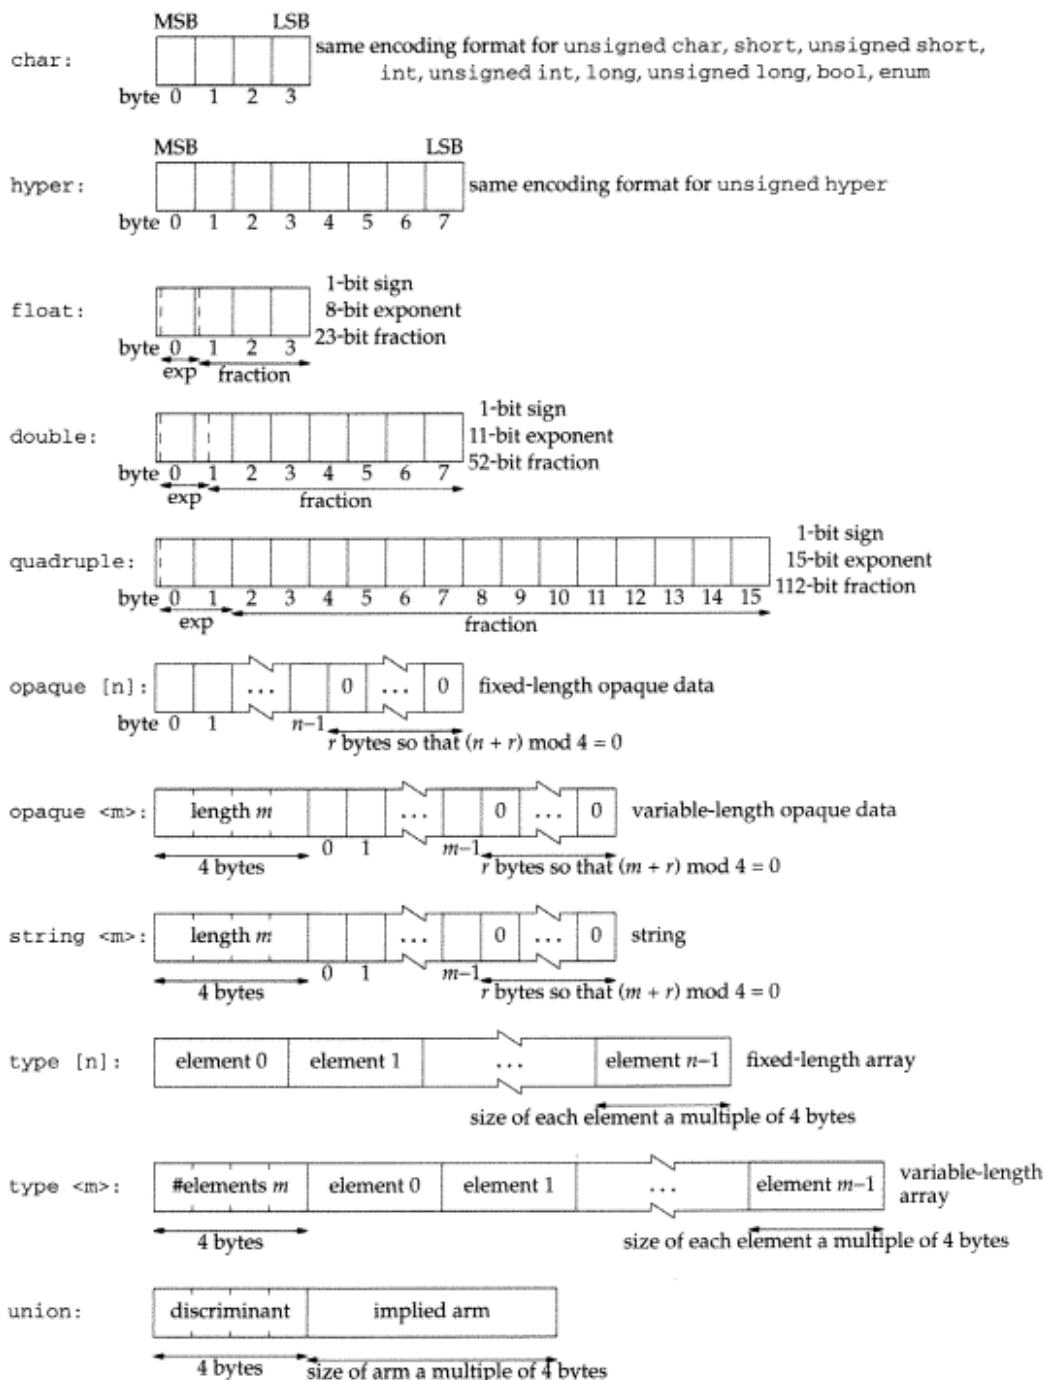 MSB LSB
char: same encoding format for unsigned char, short, unsigned short,
int, unsigned int, long, unsigned long, bool, enum
byte 0 1 2 3
MSB LSB
hyper: same encoding format for unsigned hyper
byte 0 1 2 3 4 5 6 7
1-bit sign
float: 8-bit exponent
23-bit fraction
byte 0 1 2 3
exp fraction
1-bit sign
double: 11-bit exponent
52-bit fraction
byte 0 1 2 3 4 5 6 7
exp fraction
1-bit sign
quadruple: 15-bit exponent
112-bit fraction
byte 0 1 2 3 4 5 6 7 8 9 10 11 12 13 14 15
exp fraction
opaque [n]: ... 0 ... 0 fixed-length opaque data
byte 0 1 n−1
r bytes so that (n + r) mod 4 = 0
opaque <m>: length m ... 0 ... 0 variable-length opaque data
0 1 m−1
4 bytes r bytes so that (m + r) mod 4 = 0
string <m>: length m ... 0 ... 0 string
0 1 m−1
4 bytes r bytes so that (m + r) mod 4 = 0
type [n]: element 0 element 1 ... element n−1 fixed-length array
size of each element a multiple of 4 bytes
type <m>: #elements m element 0 element 1 ... element m−1 variable-length
array
4 bytes size of each element a multiple of 4 bytes
union: discriminant implied arm
4 bytes size of arm a multiple of 4 bytes